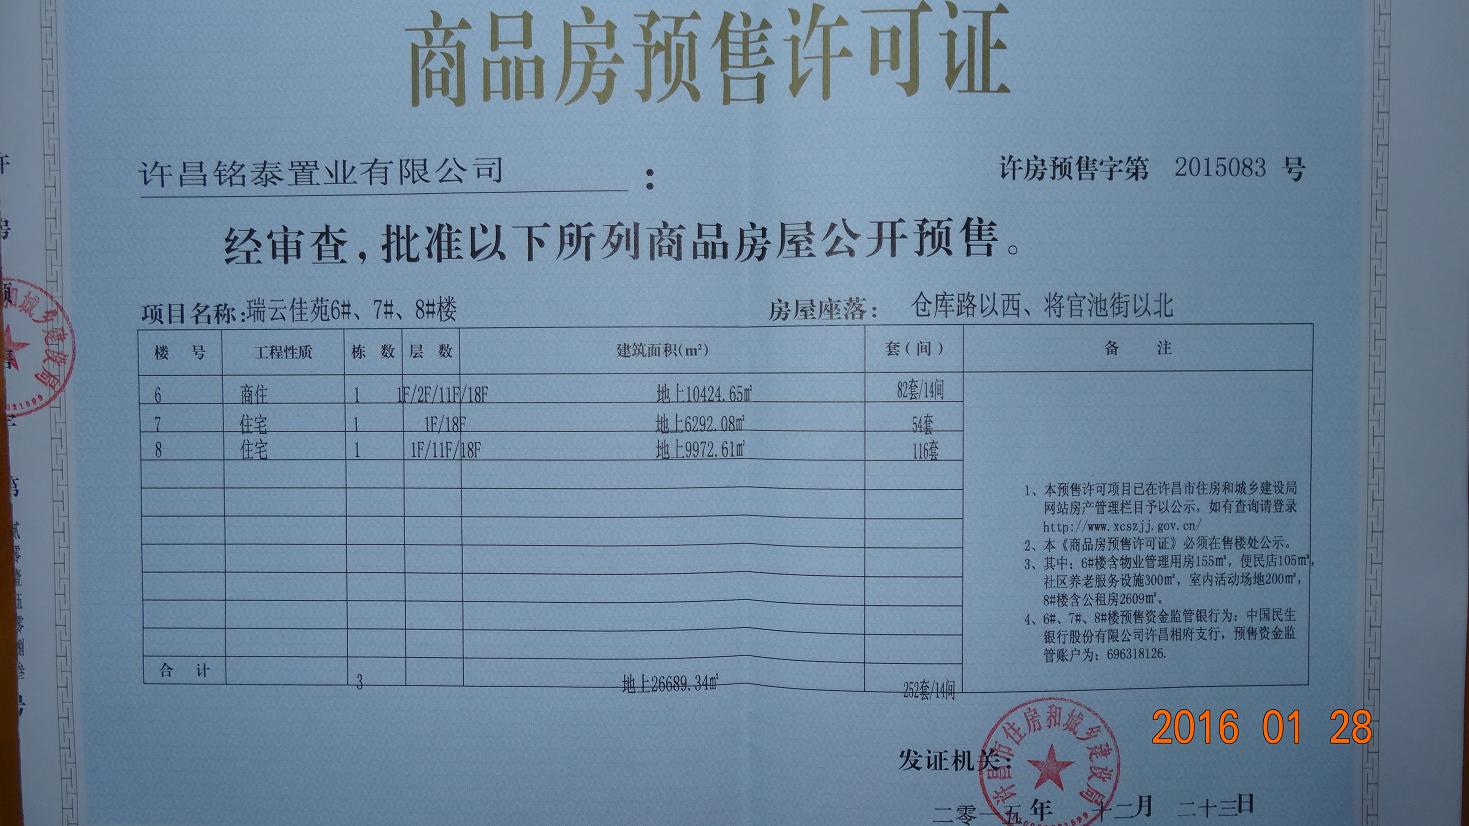 商品房预售许可证
许昌铭泰置业有限公司：
许房预售字第 2015083 号
经审查,批准以下所列商品房屋公开预售。
项目名称:瑞云佳苑6#、7#、8#楼
房屋座落： 仓库路以西、将官池街以北
楼 号 工程性质 栋 数 层 数 建筑面积(m²) 套(间) 备 注
6 商住 1 1F/2F/11F/18F 地上10424.65㎡ 82套/14间
7 住宅 1 1F/18F 地上6292.08㎡ 54套
8 住宅 1 1F/11F/18F 地上9972.61㎡ 116套
1、本预售许可项目已在许昌市住房和城乡建设局
网站房产管理栏目予以公示，如有查询请登录
http://www.xcszjj.gov.cn/
2、本《商品房预售许可证》必须在售楼处公示。
3、其中：6#楼含物业管理用房155㎡，便民店105㎡，
社区养老服务设施300㎡，室内活动场地200㎡，
8#楼含公租房2609㎡。
4、6#、7#、8#楼预售资金监管银行为：中国民生
银行股份有限公司许昌相府支行，预售资金监
管账户为：696318126.
合 计 3 地上26689.34㎡ 252套/14间
2016 01 28
发证机关：
许昌市住房和城乡建设局
二零一五年 十二月 二十三日